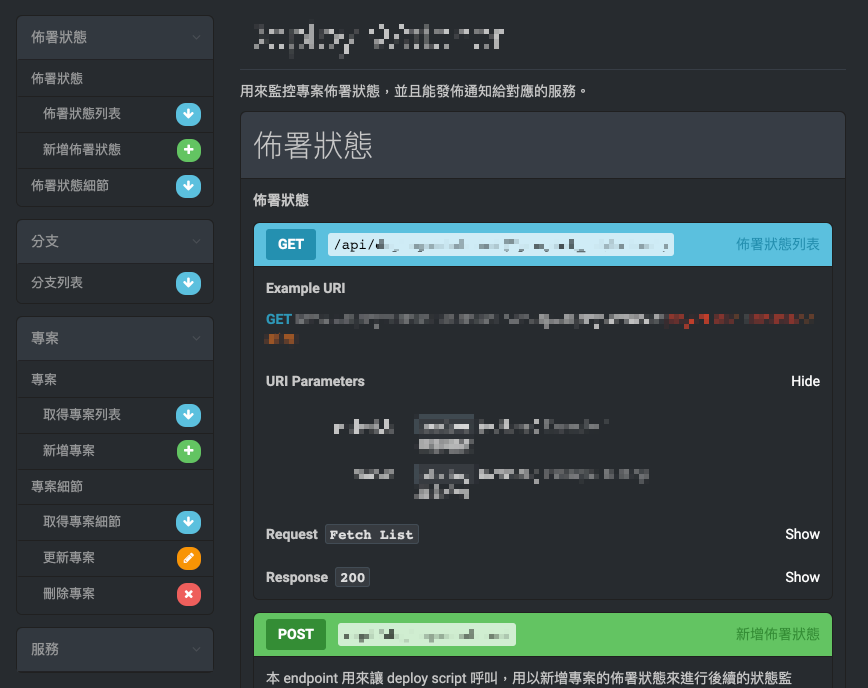 佈署狀態
佈署狀態
佈署狀態列表
新增佈署狀態
佈署狀態細節
分支
分支列表
專案
專案
取得專案列表
新增專案
專案細節
取得專案細節
更新專案
刪除專案
服務
用來監控專案佈署狀態，並且能發佈通知給對應的服務。
佈署狀態
佈署狀態
GET /api/ 佈署狀態列表
Example URI
GET
URI Parameters Hide
Request Fetch List Show
Response 200 Show
POST 新增佈署狀態
本 endpoint 用來讓 deploy script 呼叫，用以新增專案的佈署狀態來進行後續的狀態監